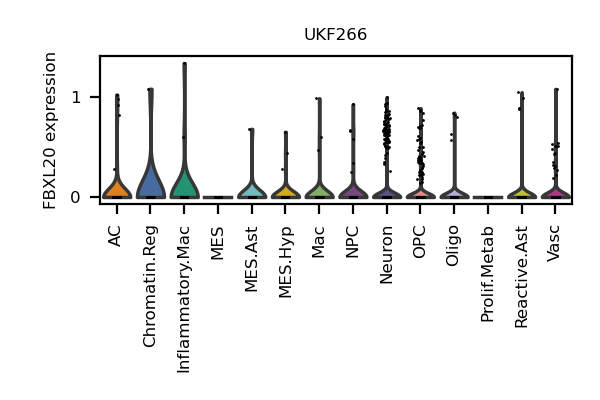 UKF266
FBXL20 expression
1
0
AC
Chromatin.Reg
Inflammatory.Mac
MES
MES.Ast
MES.Hyp
Mac
NPC
Neuron
OPC
Oligo
Prolif.Metab
Reactive.Ast
Vasc